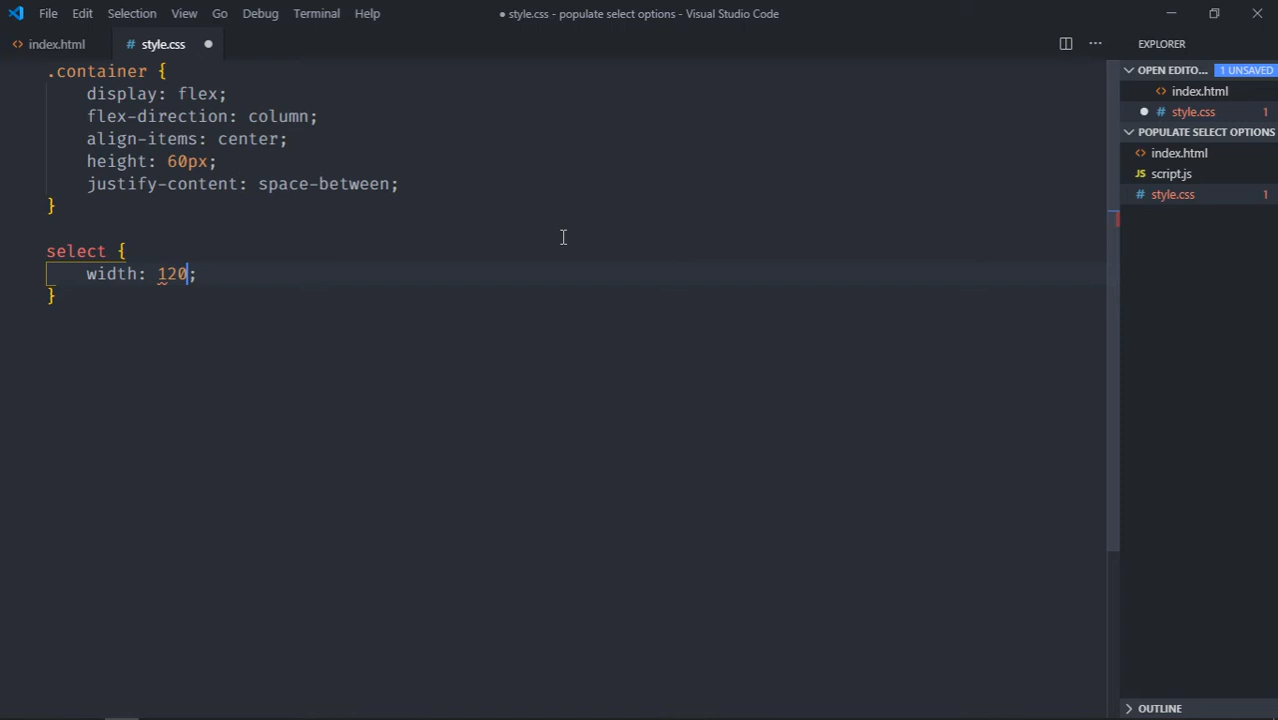 File Edit Selection View Go Debug Terminal Help ● style.css - populate select options - Visual Studio Code
<> index.html # style.css ● ··· EXPLORER
.container {
display: flex;
flex-direction: column;
align-items: center;
height: 60px;
justify-content: space-between;
}
select {
width: 120;
}
OPEN EDITO... 1 UNSAVED
<> index.html
● # style.css 1
POPULATE SELECT OPTIONS
<> index.html
JS script.js
# style.css 1
OUTLINE